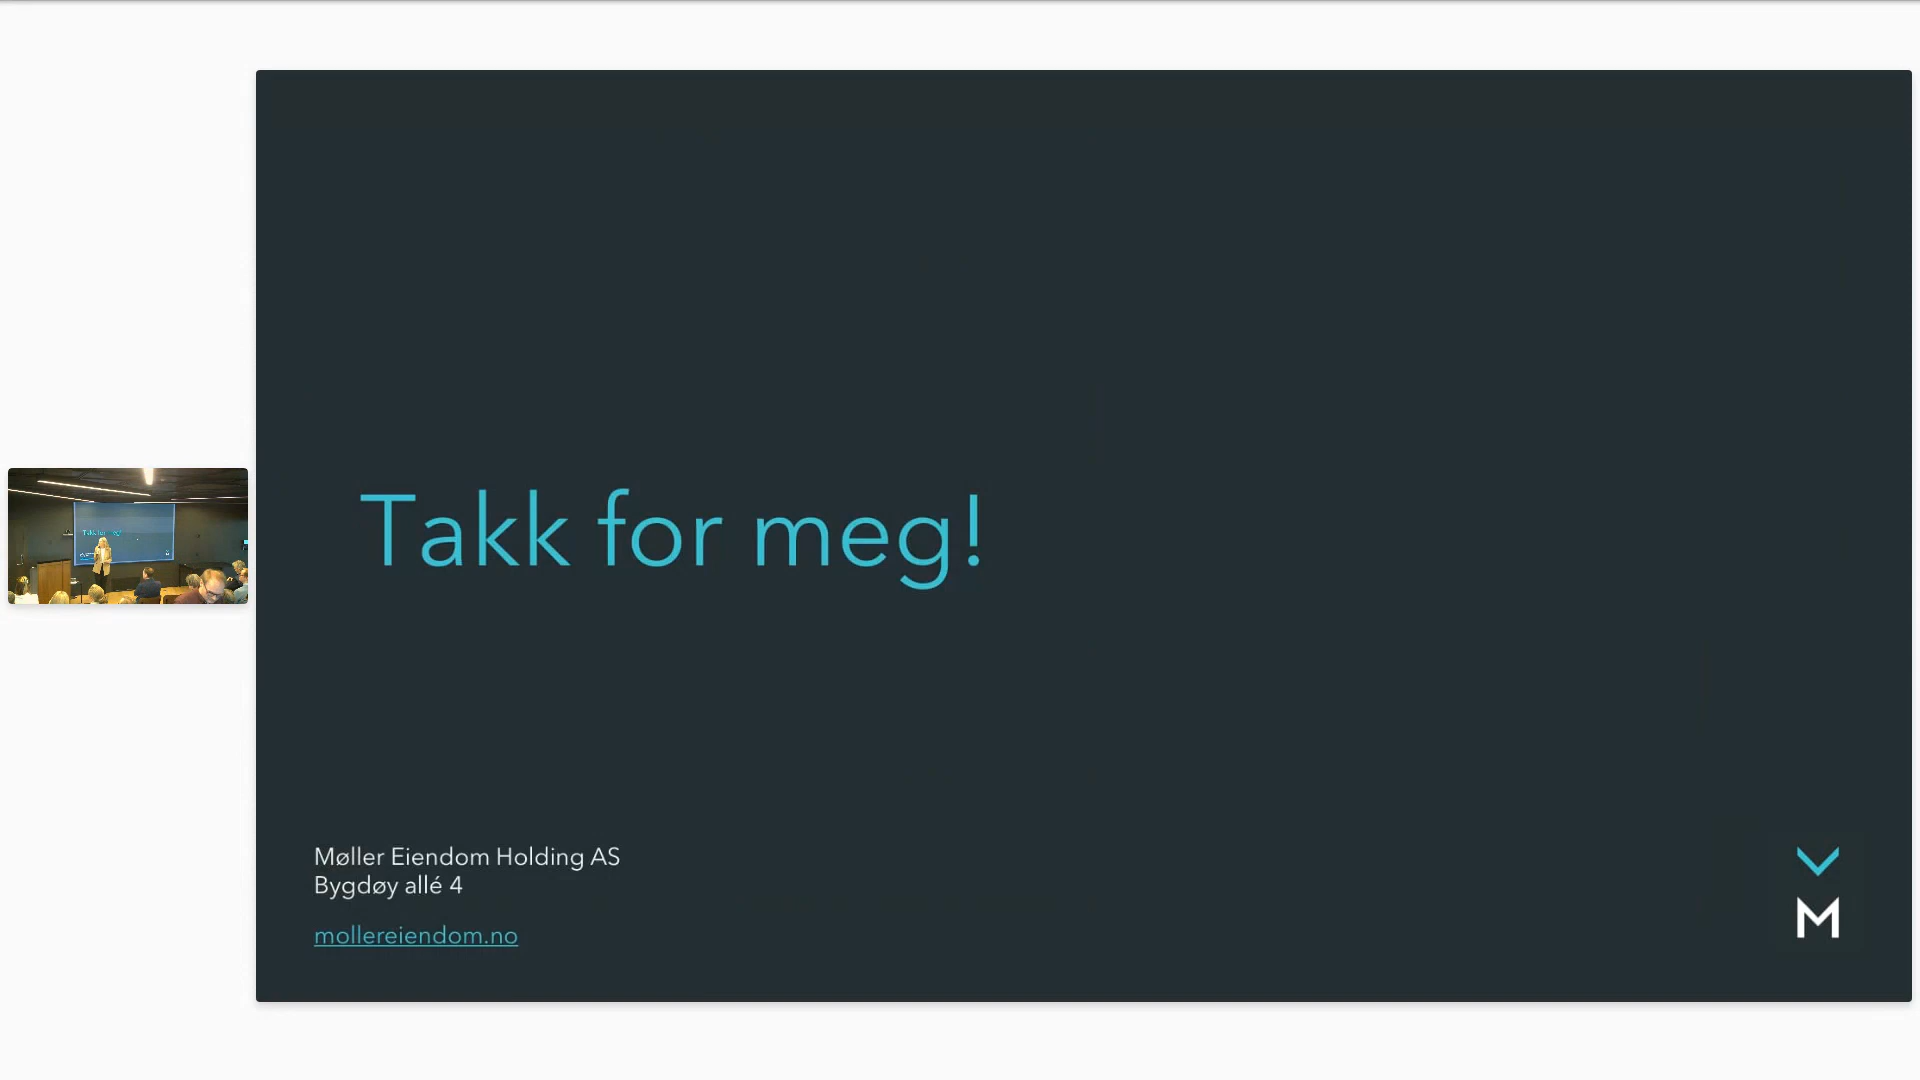 Takk for meg!
Møller Eiendom Holding AS
Bygdøy allé 4
mollereiendom.no
M